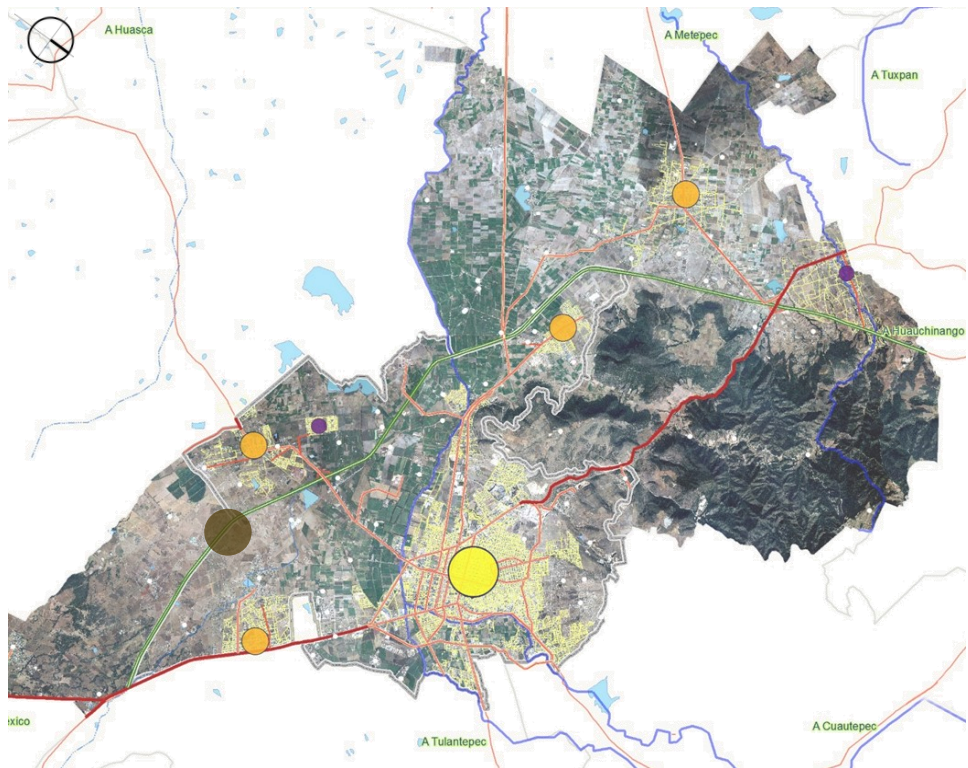 A Huasca
A Metepec
A Tuxpan
A Huauchinango
A Cuautepec
A Tulantepec
exico